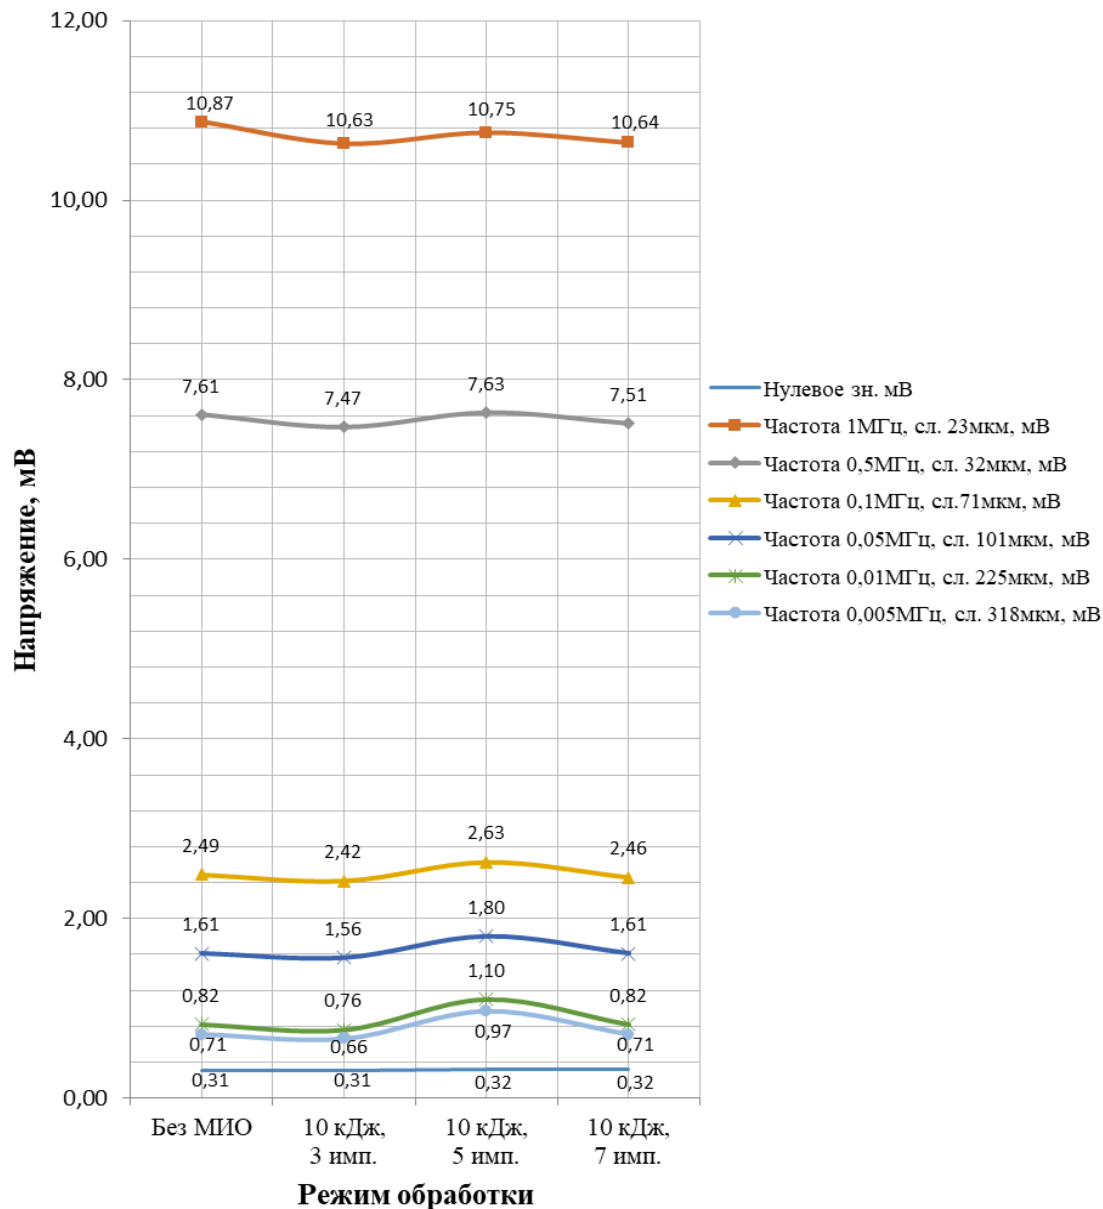 12,00
10,00
8,00
6,00
4,00
2,00
0,00
Напряжение, мВ
10,87
10,63
10,75
10,64
7,61
7,47
7,63
7,51
2,49
2,42
2,63
2,46
1,61
1,56
1,80
1,61
0,82
0,76
1,10
0,82
0,71
0,66
0,97
0,71
0,31
0,31
0,32
0,32
Без МИО
10 кДж,
3 имп.
10 кДж,
5 имп.
10 кДж,
7 имп.
Режим обработки
Нулевое зн. мВ
Частота 1МГц, сл. 23мкм, мВ
Частота 0,5МГц, сл. 32мкм, мВ
Частота 0,1МГц, сл.71мкм, мВ
Частота 0,05МГц, сл. 101мкм, мВ
Частота 0,01МГц, сл. 225мкм, мВ
Частота 0,005МГц, сл. 318мкм, мВ